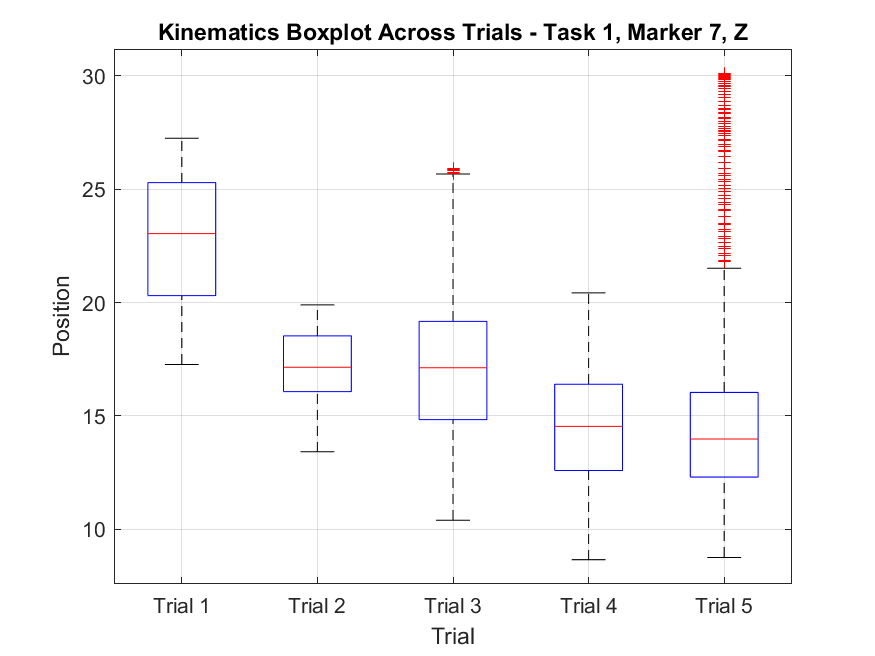 Kinematics Boxplot Across Trials - Task 1, Marker 7, Z
30
25
20
15
10
Position
Trial 1 Trial 2 Trial 3 Trial 4 Trial 5
Trial